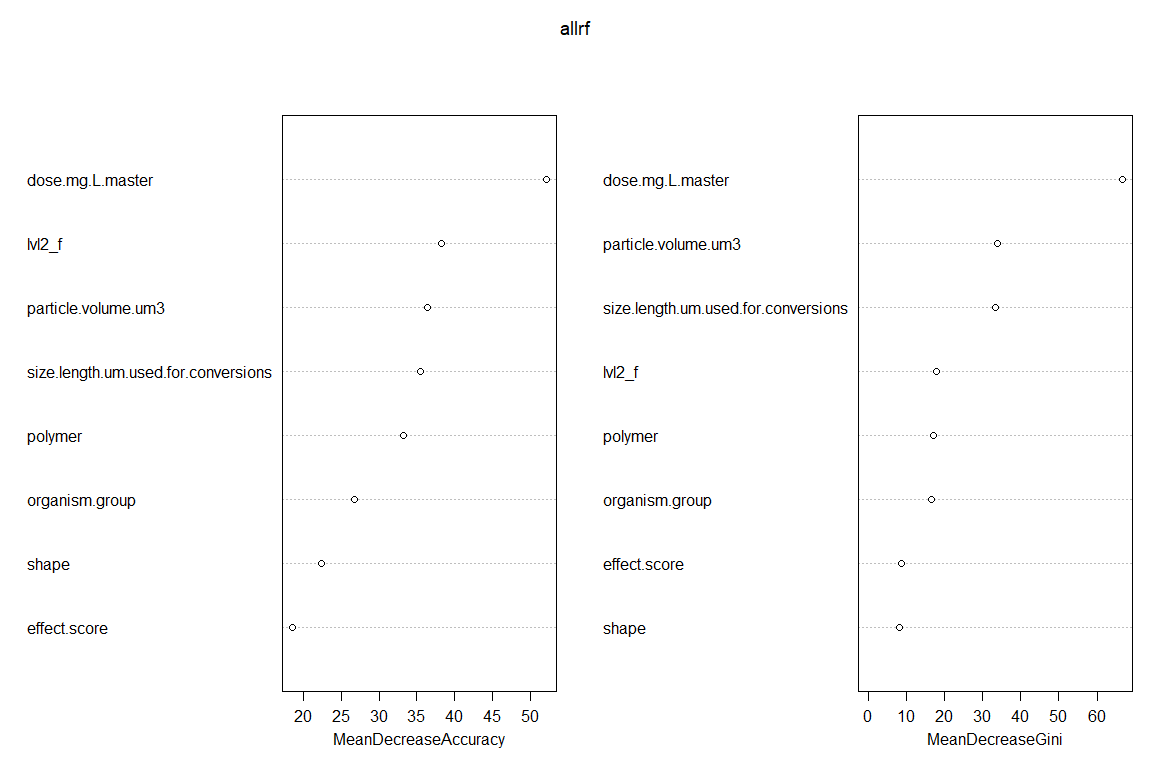 allrf
dose.mg.L.master
lvl2_f
particle.volume.um3
size.length.um.used.for.conversions
polymer
organism.group
shape
effect.score
20 25 30 35 40 45 50
MeanDecreaseAccuracy
dose.mg.L.master
particle.volume.um3
size.length.um.used.for.conversions
lvl2_f
polymer
organism.group
effect.score
shape
0 10 20 30 40 50 60
MeanDecreaseGini